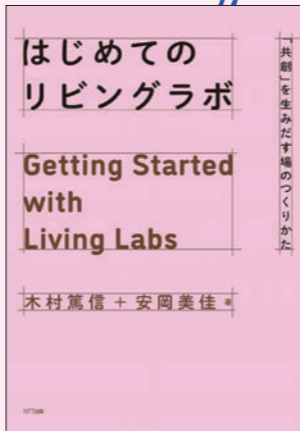 はじめての
リビングラボ
「共創」を生みだす場のつくりかた
Getting Started
with
Living Labs
木村篤信 + 安岡美佳 著
NTT出版